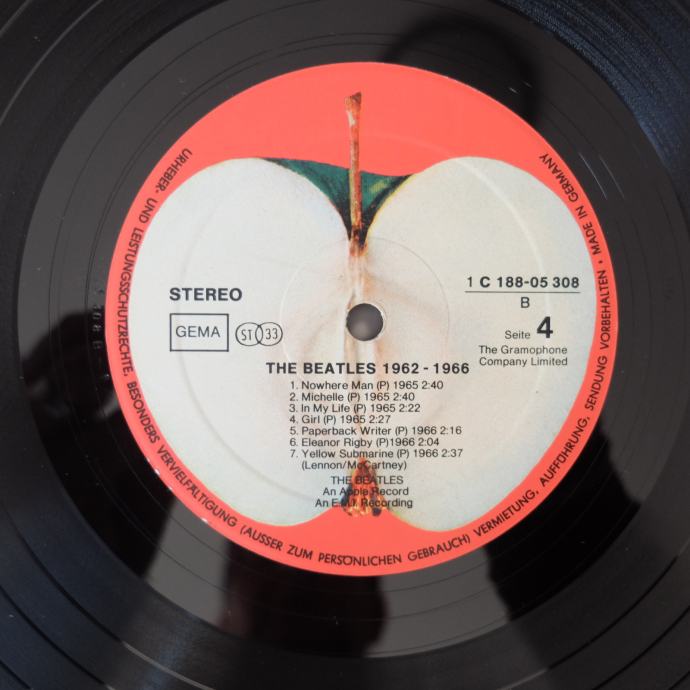 URHEBER- UND LEISTUNGSSCHUTZRECHTE, BESONDERS VERVIELFÄLTIGUNG (AUSSER ZUM PERSÖNLICHEN GEBRAUCH) VERMIETUNG, AUFFÜHRUNG, SENDUNG VORBEHALTEN • MADE IN GERMANY
STEREO
GEMA
ST 33
1 C 188-05 308
B
Seite 4
The Gramophone
Company Limited
THE BEATLES 1962 - 1966
1. Nowhere Man (P) 1965 2:40
2. Michelle (P) 1965 2:40
3. In My Life (P) 1965 2:22
4. Girl (P) 1965 2:27
5. Paperback Writer (P) 1966 2:16
6. Eleanor Rigby (P)1966 2:04
7. Yellow Submarine (P) 1966 2:37
(Lennon/McCartney)
THE BEATLES
An Apple Record
An E.M.I. Recording